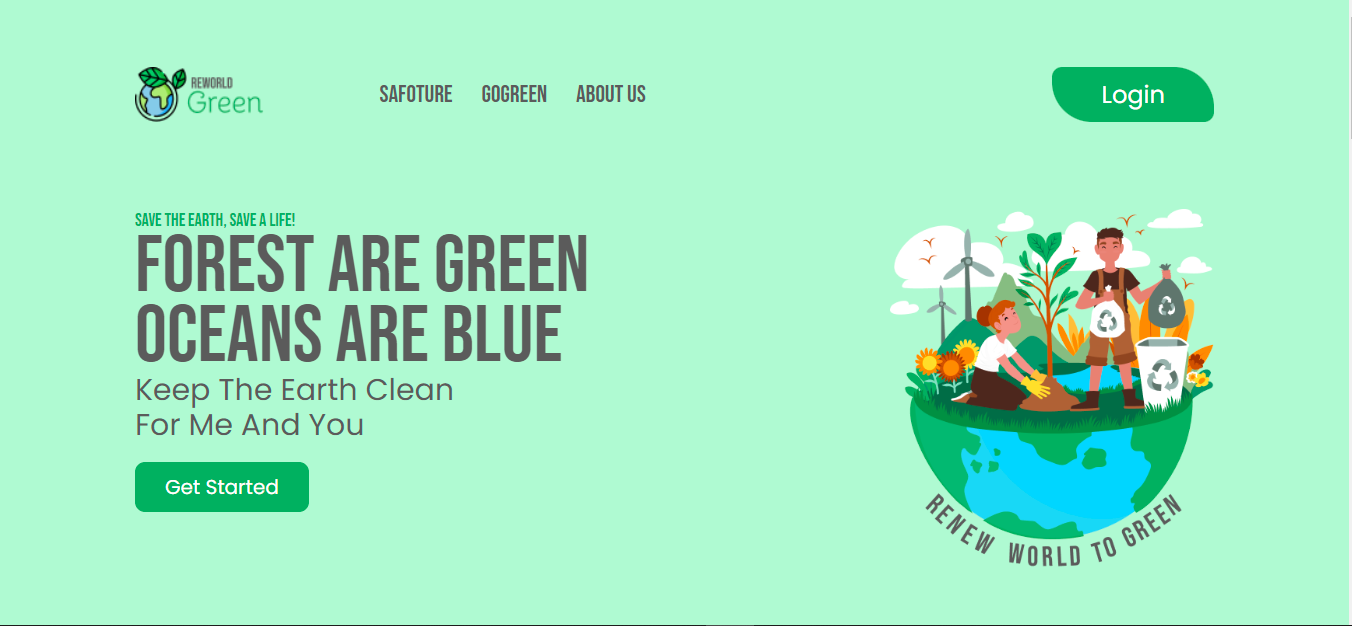 REWORLD
Green
SAFOTURE GOGREEN ABOUT US
Login
SAVE THE EARTH, SAVE A LIFE!
FOREST ARE GREEN
OCEANS ARE BLUE
Keep The Earth Clean
For Me And You
Get Started
RENEW WORLD TO GREEN